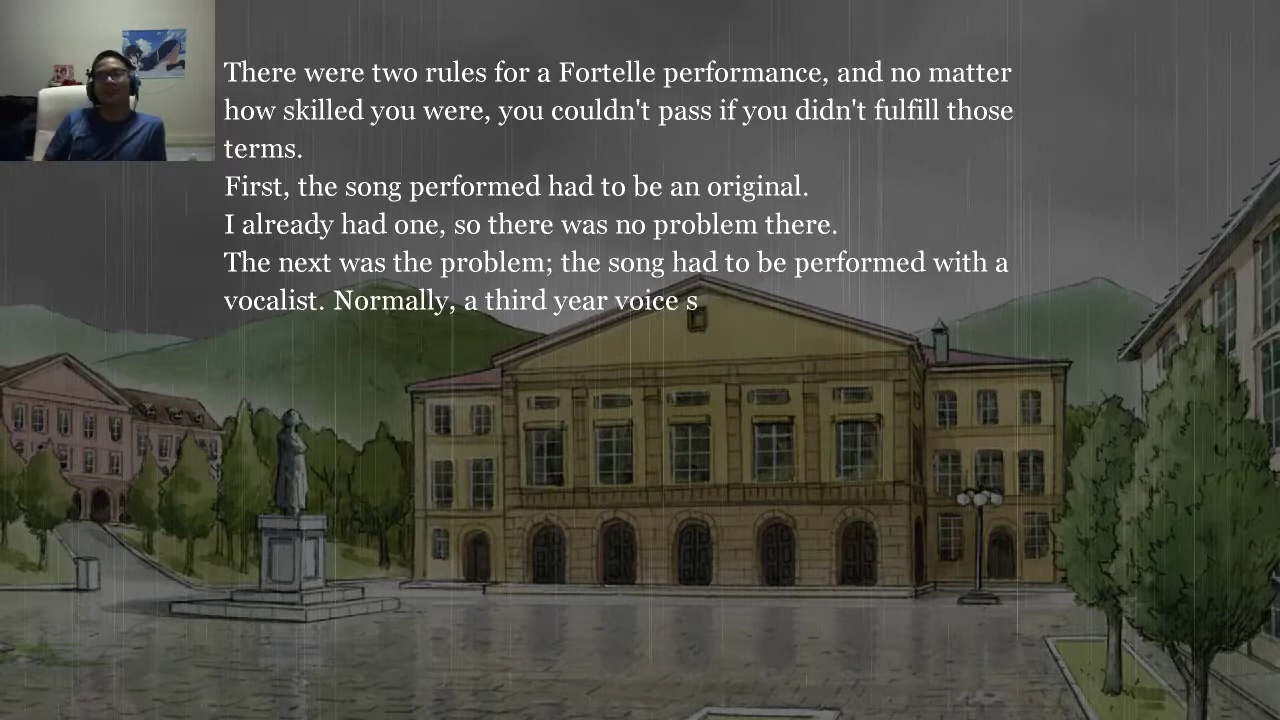 There were two rules for a Fortelle performance, and no matter
how skilled you were, you couldn't pass if you didn't fulfill those
terms.
First, the song performed had to be an original.
I already had one, so there was no problem there.
The next was the problem; the song had to be performed with a
vocalist. Normally, a third year voice s